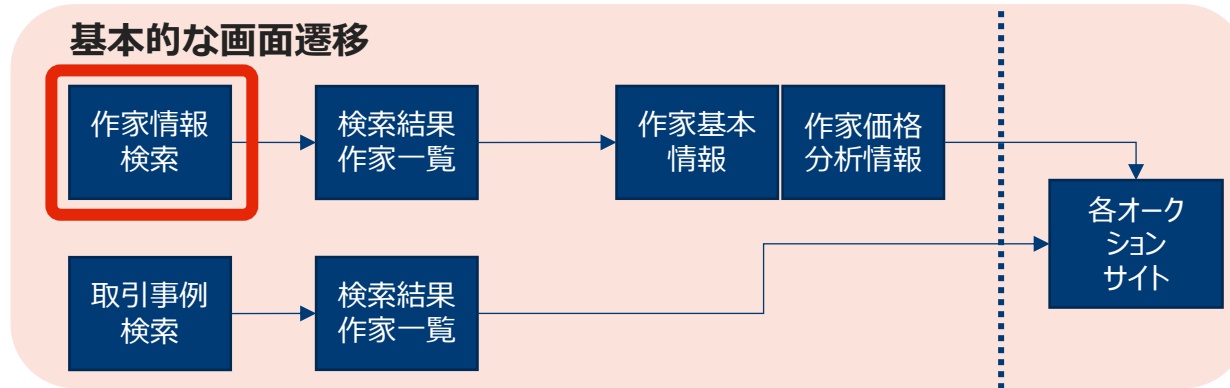 基本的な画面遷移
作家情報
検索
検索結果
作家一覧
作家基本
情報
作家価格
分析情報
各オーク
ション
サイト
取引事例
検索
検索結果
作家一覧